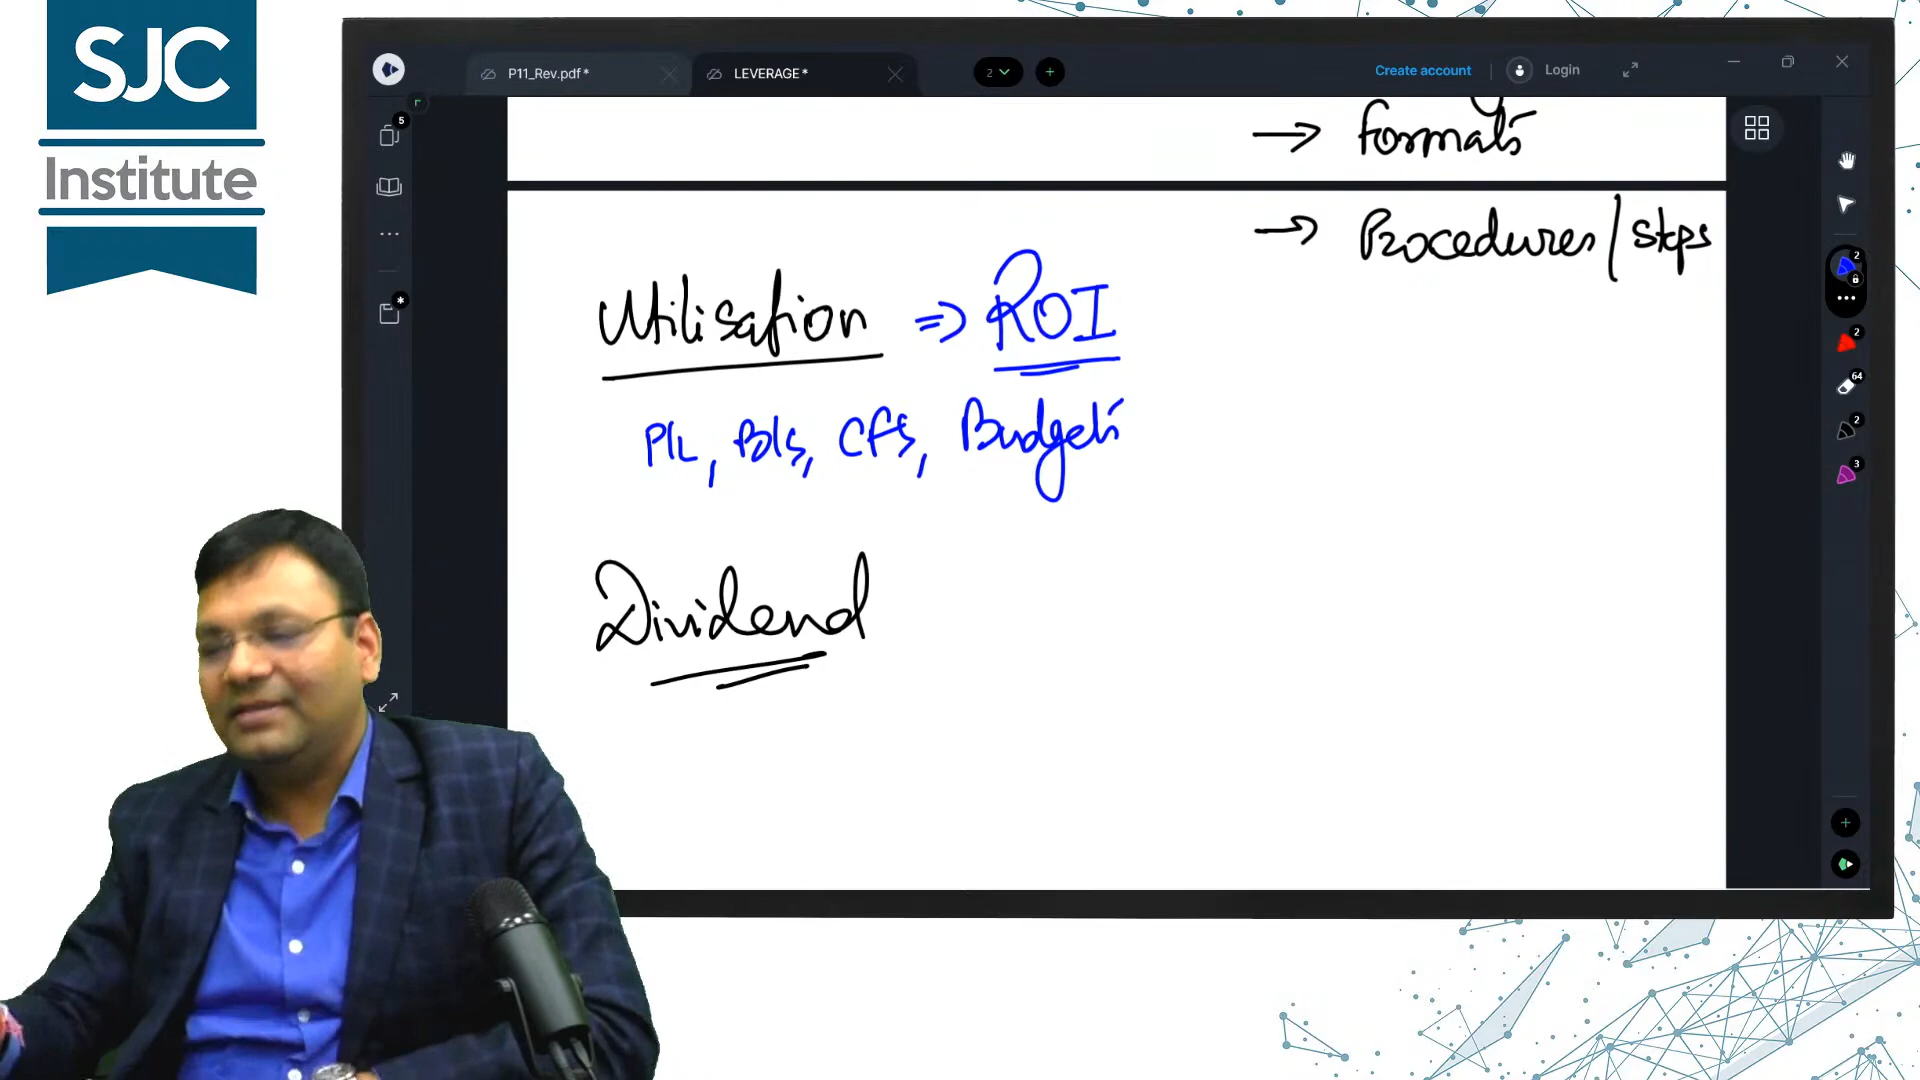 SJC
Institute
P11_Rev.pdf*
LEVERAGE*
2
Create account
Login
5
→ Formats
→ Procedures / Steps
Utilisation ⇒ ROI
P/L, B/S, CFS, Budgets
Dividend
2
2
64
2
3